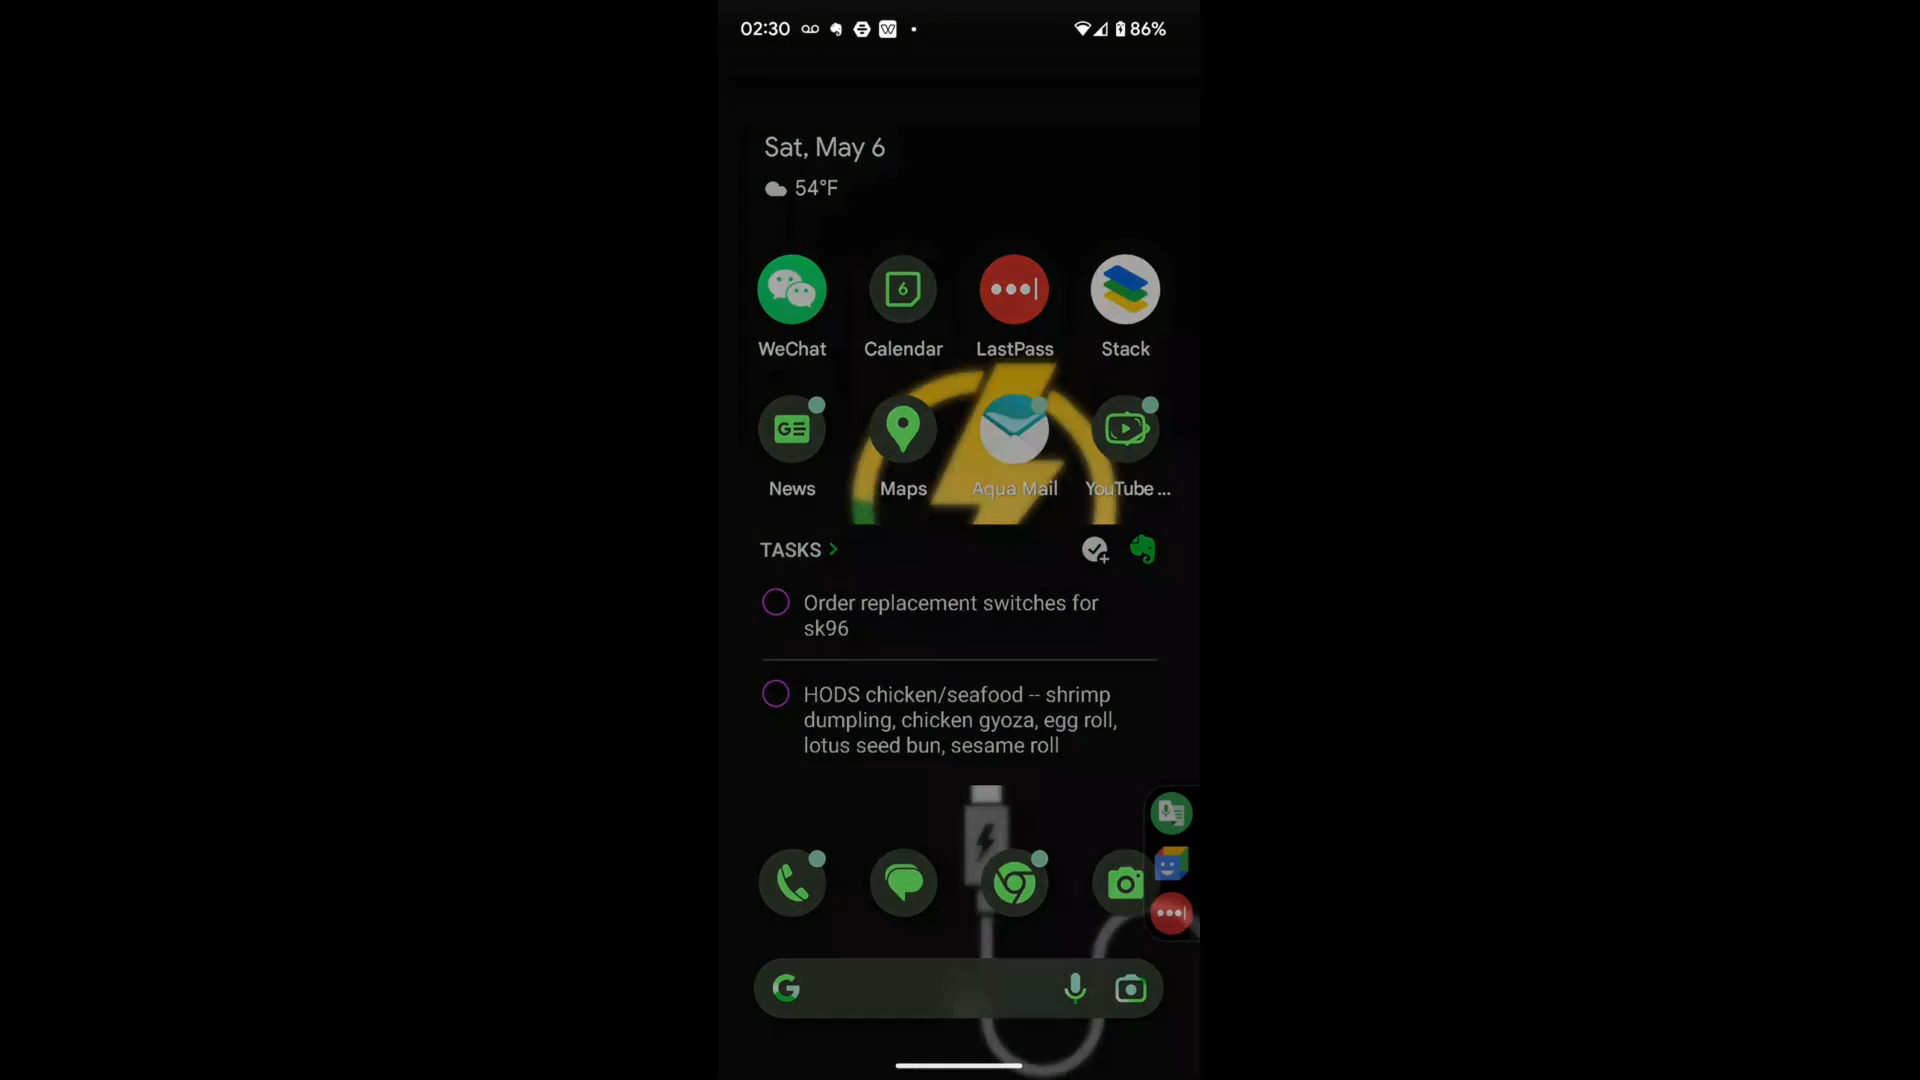 02:30 86%
Sat, May 6
54°F
WeChat Calendar LastPass Stack
News Maps Aqua Mail YouTube ...
TASKS
Order replacement switches for
sk96
HODS chicken/seafood -- shrimp
dumpling, chicken gyoza, egg roll,
lotus seed bun, sesame roll